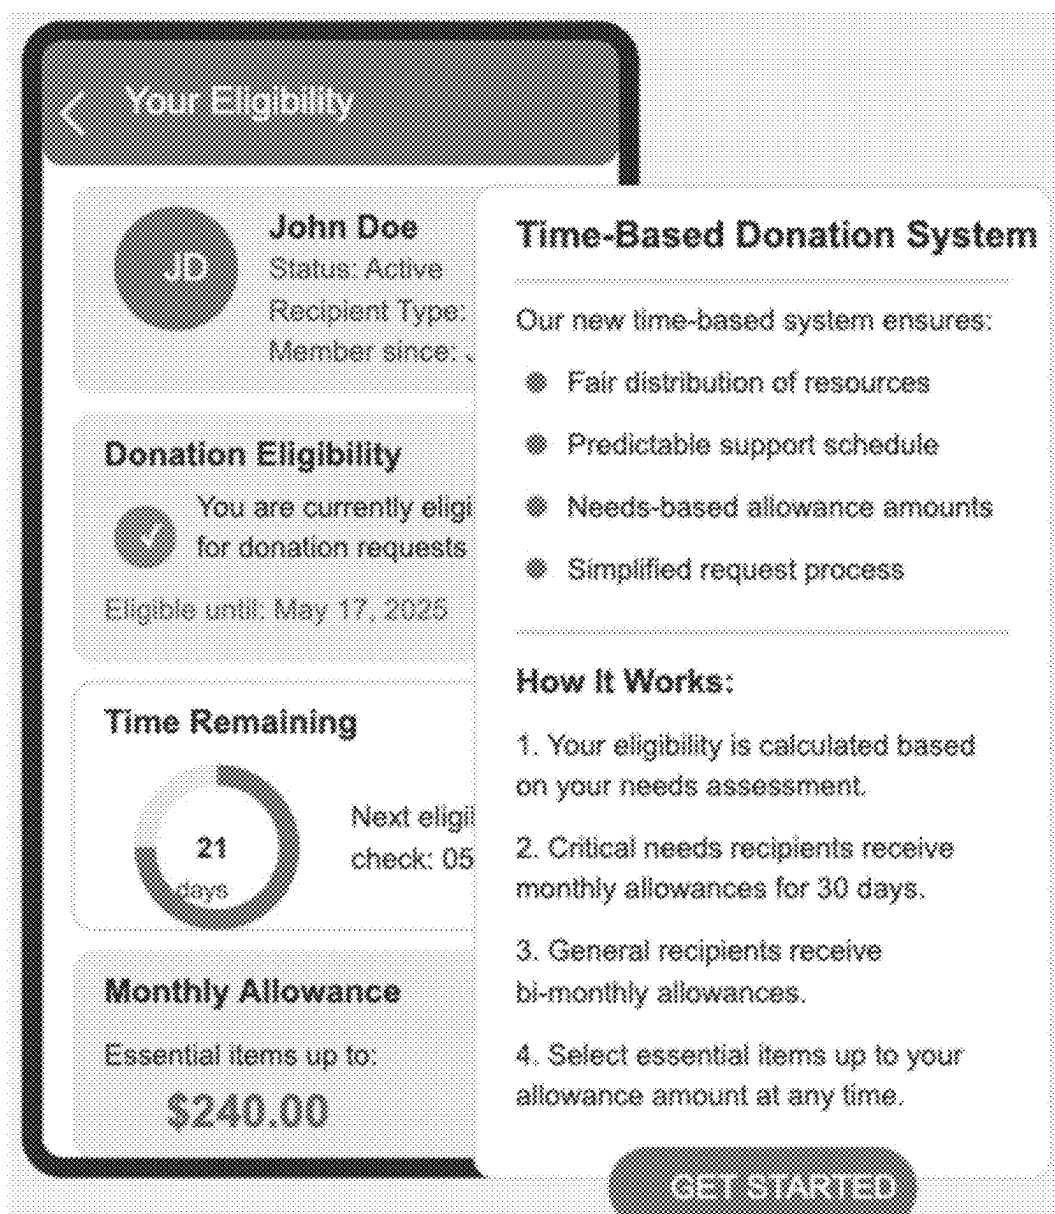 Your Eligibility
JD
John Doe
Status: Active
Recipient Type:
Member since:
Donation Eligibility
You are currently eligi
for donation requests
Eligible until: May 17, 2025
Time Remaining
21
days
Next eligi
check: 05
Monthly Allowance
Essential items up to:
$240.00
Time-Based Donation System
Our new time-based system ensures:
Fair distribution of resources
Predictable support schedule
Needs-based allowance amounts
Simplified request process
How It Works:
1. Your eligibility is calculated based
on your needs assessment.
2. Critical needs recipients receive
monthly allowances for 30 days.
3. General recipients receive
bi-monthly allowances.
4. Select essential items up to your
allowance amount at any time.
GET STARTED